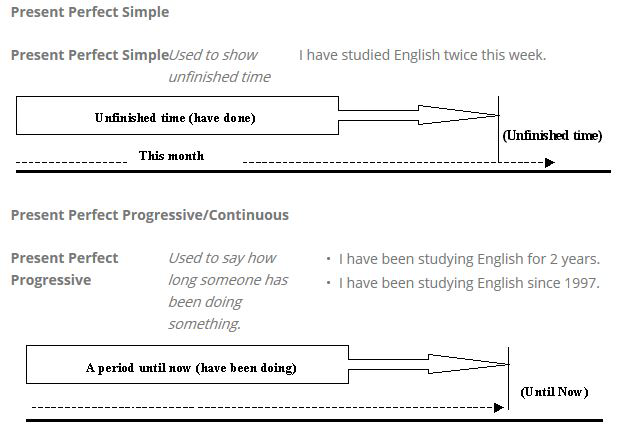 Present Perfect Simple
Present Perfect Simple Used to show I have studied English twice this week.
unfinished time
Unfinished time (have done)
(Unfinished time)
This month
Present Perfect Progressive/Continuous
Present Perfect Used to say how • I have been studying English for 2 years.
Progressive long someone has • I have been studying English since 1997.
been doing
something.
A period until now (have been doing)
(Until Now)